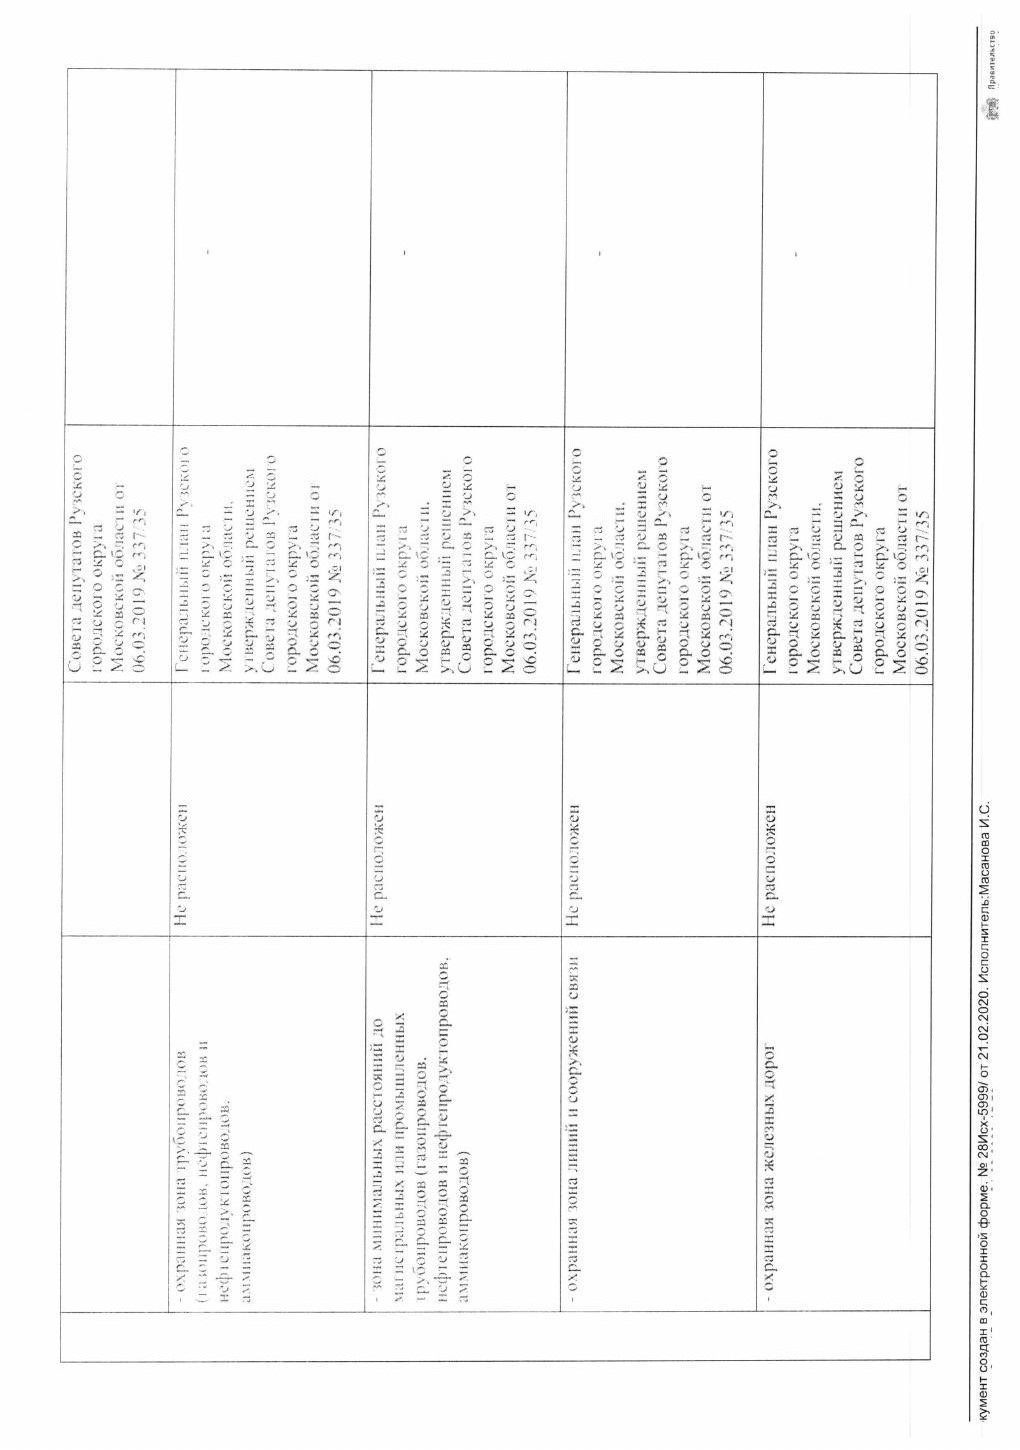 Совета депутатов Рузского
городского округа
Московской области от
06.03.2019 № 337/35
- охранная зона трубопроводов
(газопроводов, нефтепроводов и
нефтепродуктопроводов,
аммиакопроводов)
Не расположен
Генеральный план Рузского
городского округа
Московской области,
утвержденный решением
Совета депутатов Рузского
городского округа
Московской области от
06.03.2019 № 337/35
-
- зона минимальных расстояний до
магистральных или промышленных
трубопроводов (газопроводов,
нефтепроводов и нефтепродуктопроводов,
аммиакопроводов)
Не расположен
Генеральный план Рузского
городского округа
Московской области,
утвержденный решением
Совета депутатов Рузского
городского округа
Московской области от
06.03.2019 № 337/35
-
- охранная зона линий и сооружений связи
Не расположен
Генеральный план Рузского
городского округа
Московской области,
утвержденный решением
Совета депутатов Рузского
городского округа
Московской области от
06.03.2019 № 337/35
-
- охранная зона железных дорог
Не расположен
Генеральный план Рузского
городского округа
Московской области,
утвержденный решением
Совета депутатов Рузского
городского округа
Московской области от
06.03.2019 № 337/35
-
кумент создан в электронной форме. № 28Исх-5999/ от 21.02.2020. Исполнитель:Масанова И.С.
Правительство